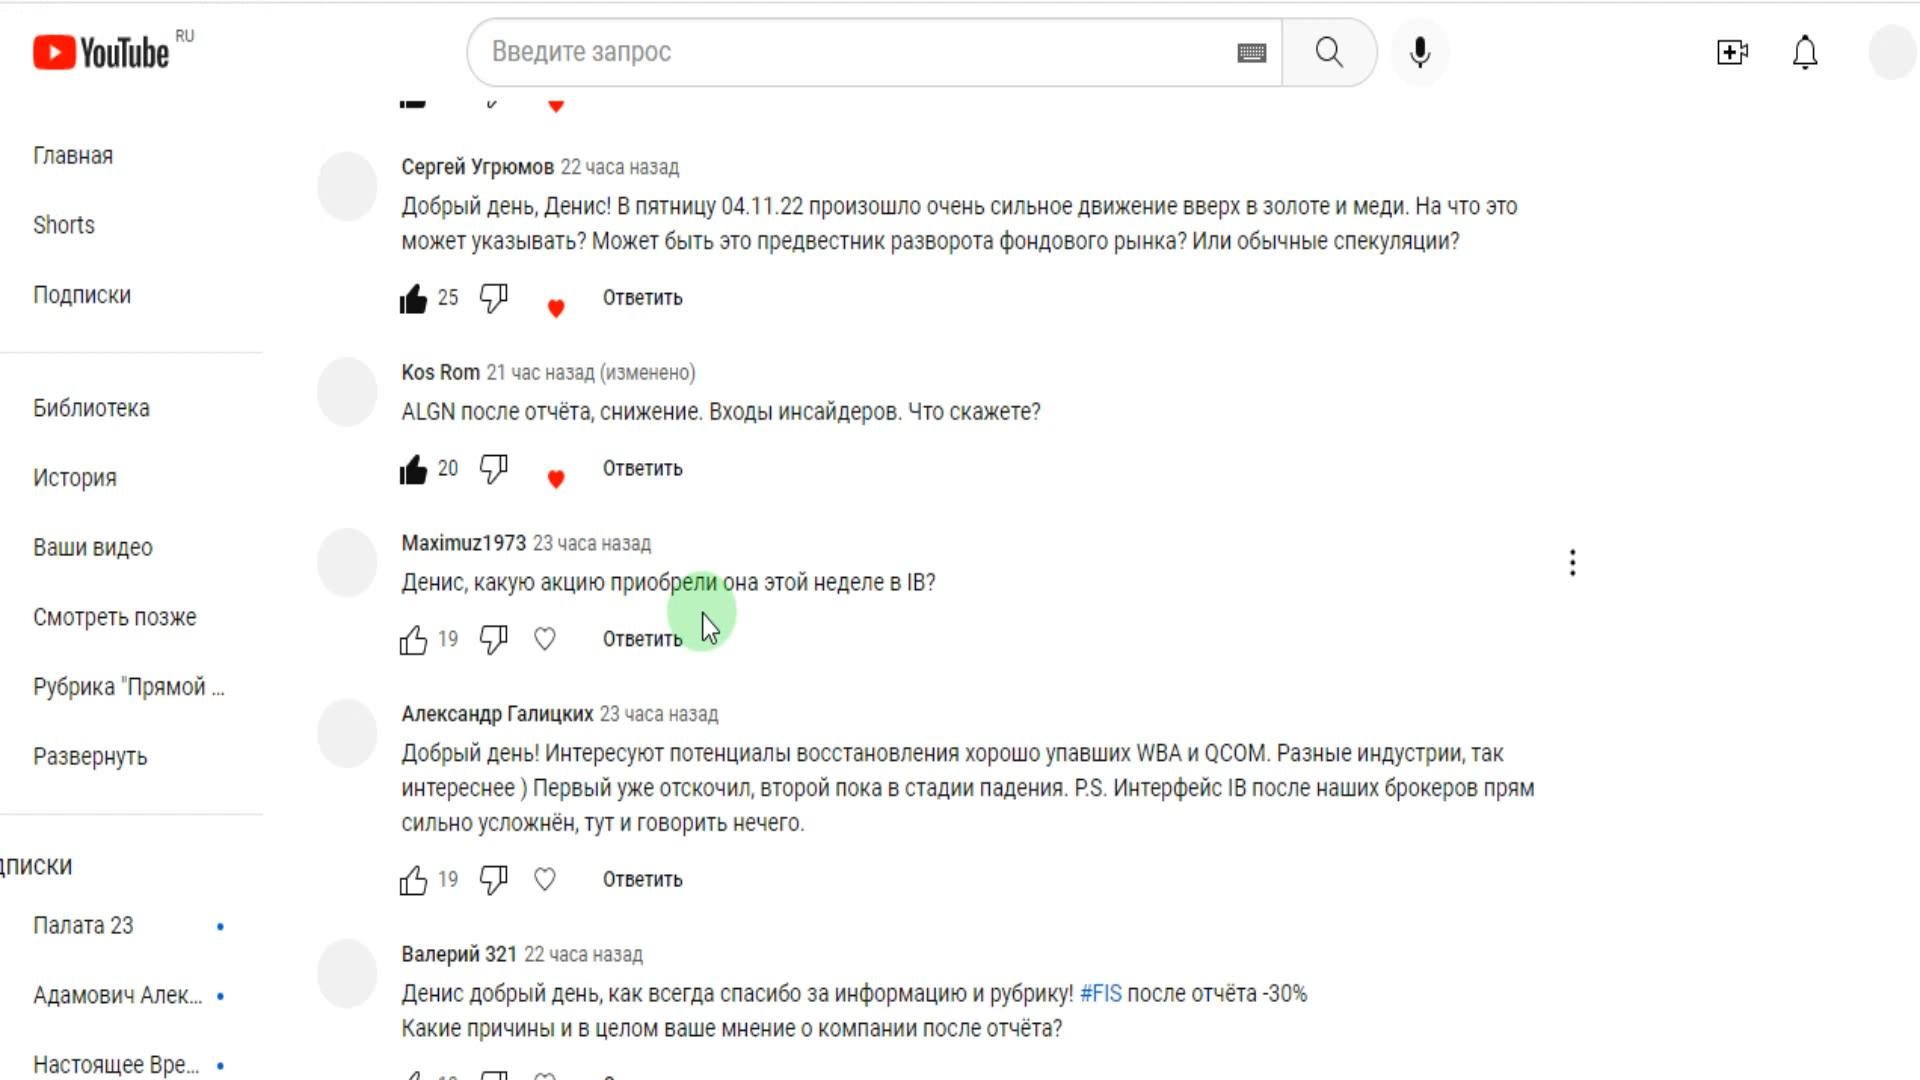 YouTube RU
Введите запрос
Главная
Shorts
Подписки
Библиотека
История
Ваши видео
Смотреть позже
Рубрика "Прямой ...
Развернуть
дписки
Палата 23
Адамович Алек...
Настоящее Вре...
Сергей Угрюмов 22 часа назад
Добрый день, Денис! В пятницу 04.11.22 произошло очень сильное движение вверх в золоте и меди. На что это
может указывать? Может быть это предвестник разворота фондового рынка? Или обычные спекуляции?
25 Ответить
Kos Rom 21 час назад (изменено)
ALGN после отчёта, снижение. Входы инсайдеров. Что скажете?
20 Ответить
Maximuz1973 23 часа назад
Денис, какую акцию приобрели она этой неделе в IB?
19 Ответить
Александр Галицких 23 часа назад
Добрый день! Интересуют потенциалы восстановления хорошо упавших WBA и QCOM. Разные индустрии, так
интереснее ) Первый уже отскочил, второй пока в стадии падения. P.S. Интерфейс IB после наших брокеров прям
сильно усложнён, тут и говорить нечего.
19 Ответить
Валерий 321 22 часа назад
Денис добрый день, как всегда спасибо за информацию и рубрику! #FIS после отчёта -30%
Какие причины и в целом ваше мнение о компании после отчёта?